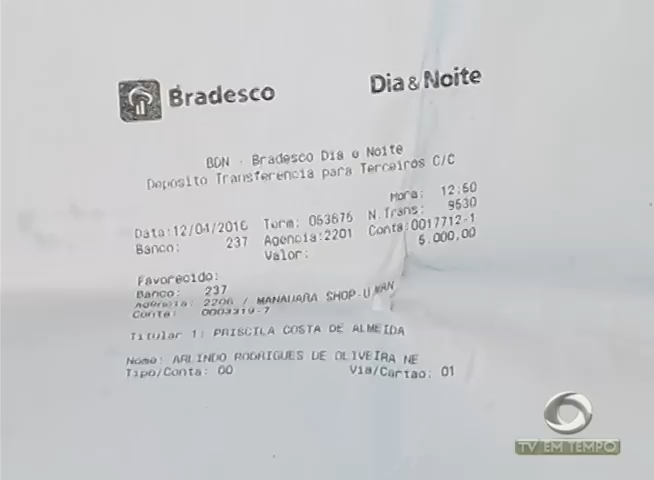 Bradesco Dia & Noite
BDN - Bradesco Dia e Noite
Deposito Transferencia para Terceiros C/C
Hora: 12:50
Data:12/04/2016 Term: 063676 N.Trans: 9530
Banco: 237 Agencia:2201 Conta:0017712-1
Valor: 5.000,00
Favorecido:
Banco: 237
Agencia: 2206 / MANAUARA SHOP-U
Conta: 0003319-7
Titular 1: PRISCILA COSTA DE ALMEIDA
Nome: ARLINDO RODRIGUES DE OLIVEIRA NE
Tipo/Conta: 00 Via/Cartao: 01
TV EM TEMPO